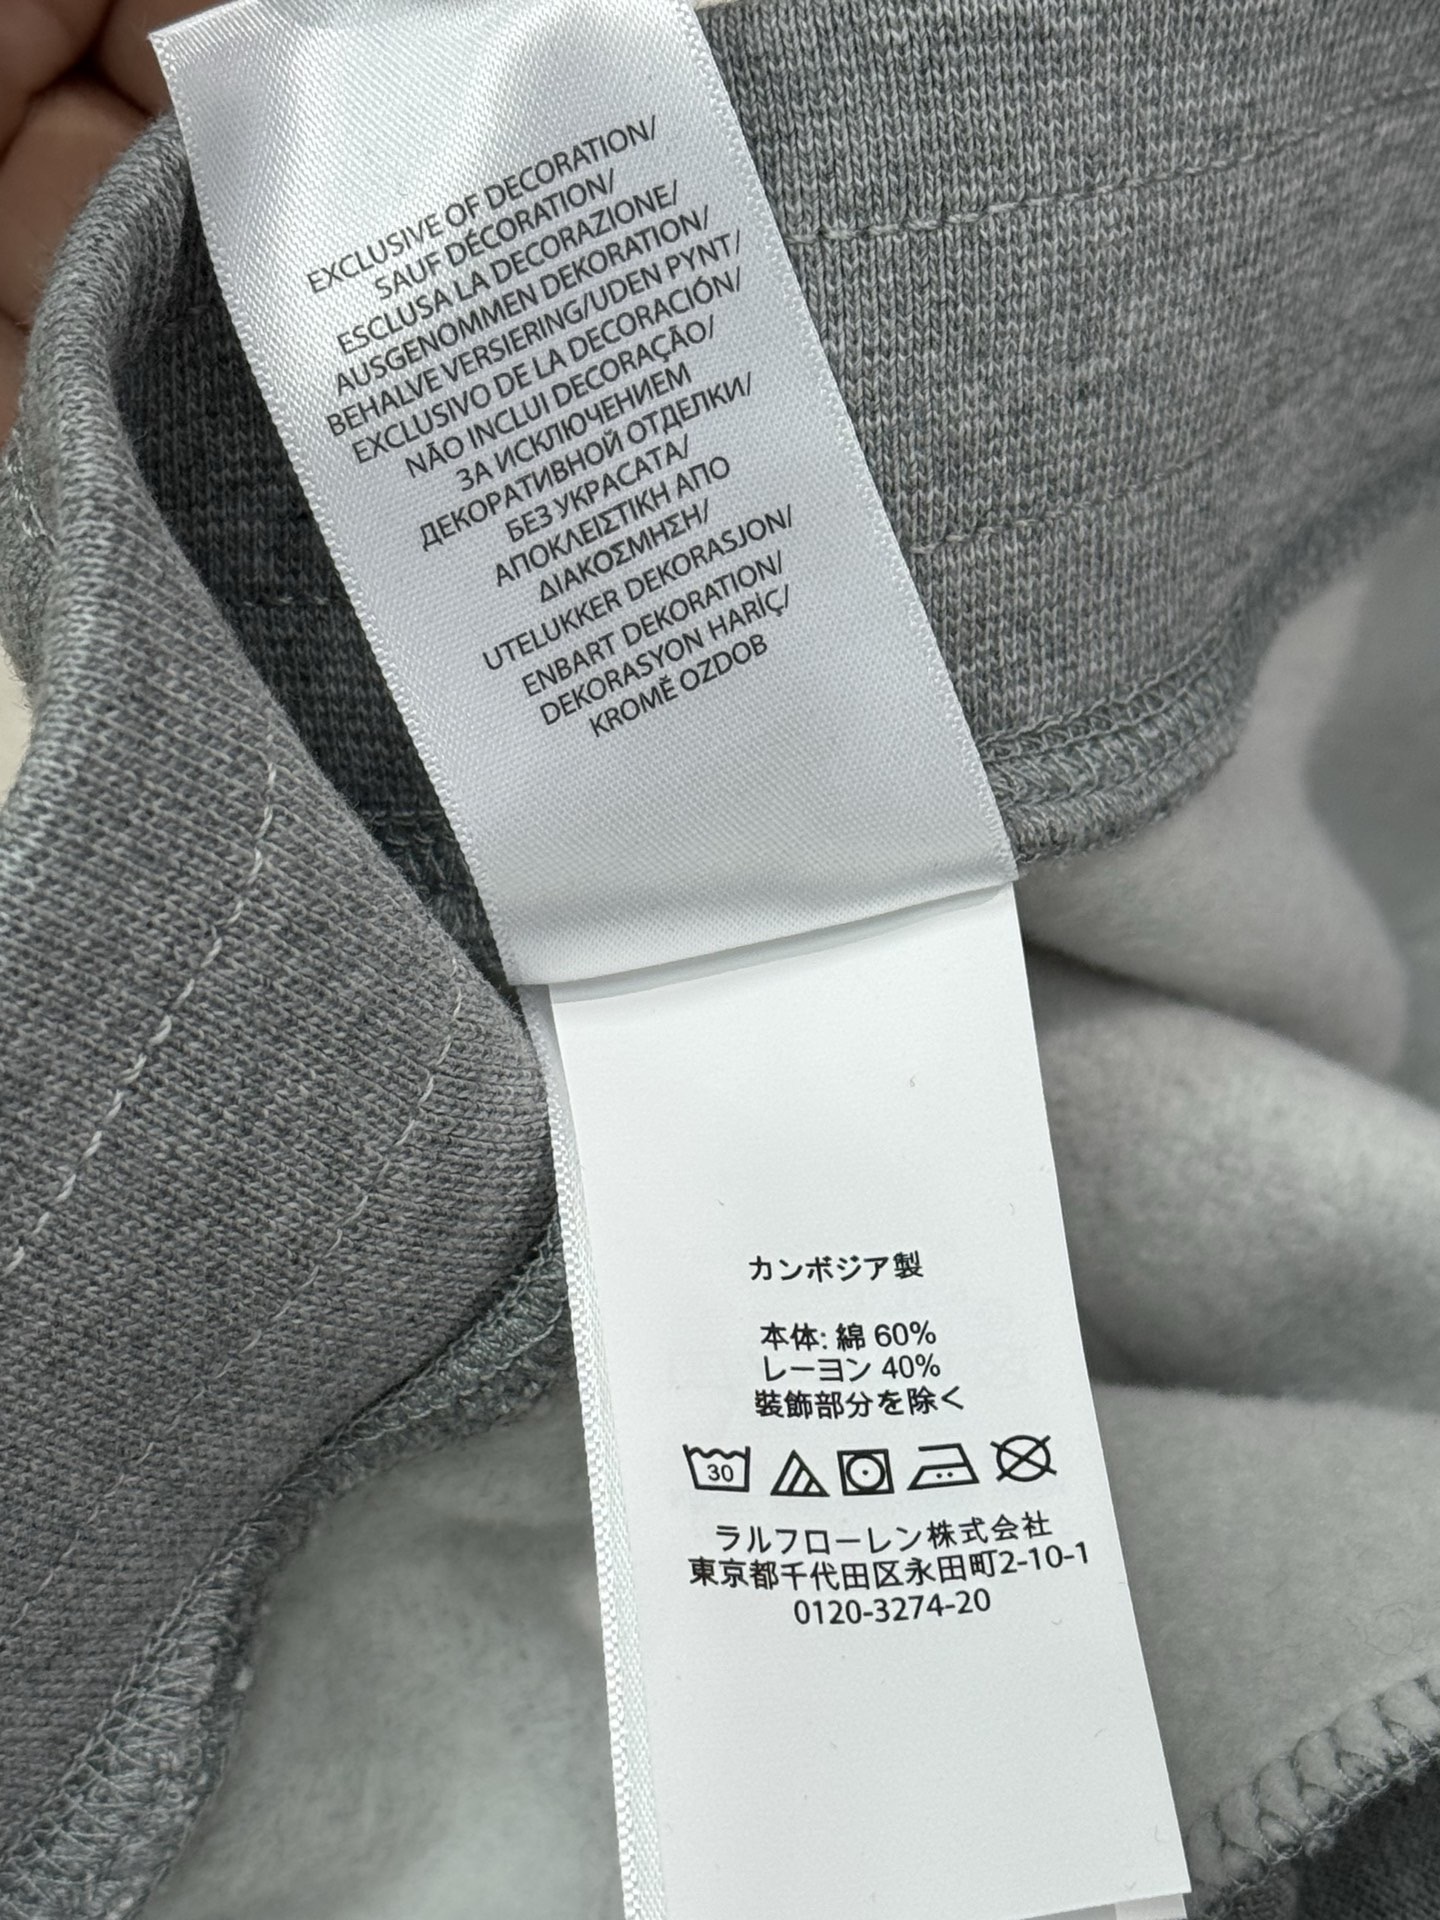 EXCLUSIVE OF DECORATION/
SAUF DÉCORATION/
ESCLUSA LA DECORAZIONE/
AUSGENOMMEN DEKORATION/
BEHALVE VERSIERING/UDEN PYNT/
EXCLUSIVO DE LA DECORACIÓN/
NÃO INCLUI DECORAÇÃO/
ЗА ИСКЛЮЧЕНИЕМ
ДЕКОРАТИВНОЙ ОТДЕЛКИ/
БЕЗ УКРАСАТА/
ΑΠΟΚΛΕΙΣΤΙΚΗ ΑΠΟ
ΔΙΑΚΟΣΜΗΣΗ/
UTELUKKER DEKORASJON/
ENBART DEKORATION/
DEKORASYON HARİÇ/
KROMĚ OZDOB
カンボジア製
本体: 綿 60%
レーヨン 40%
装飾部分を除く
30
ラルフローレン株式会社
東京都千代田区永田町2-10-1
0120-3274-20